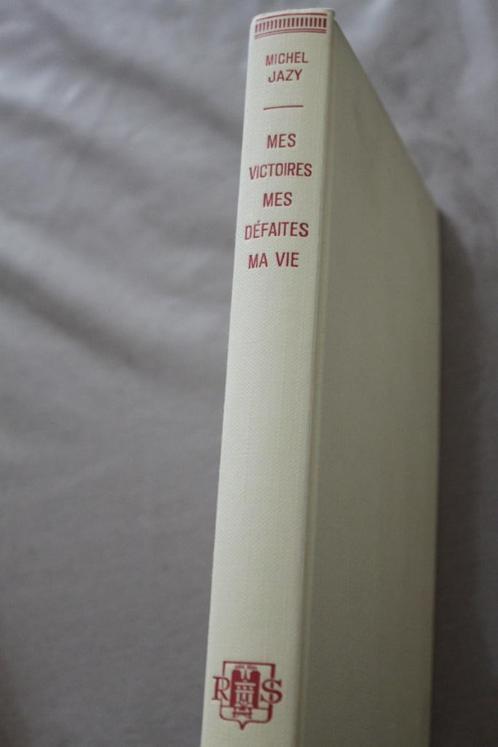 MICHEL
JAZY
MES
VICTOIRES
MES
DÉFAITES
MA VIE
R S